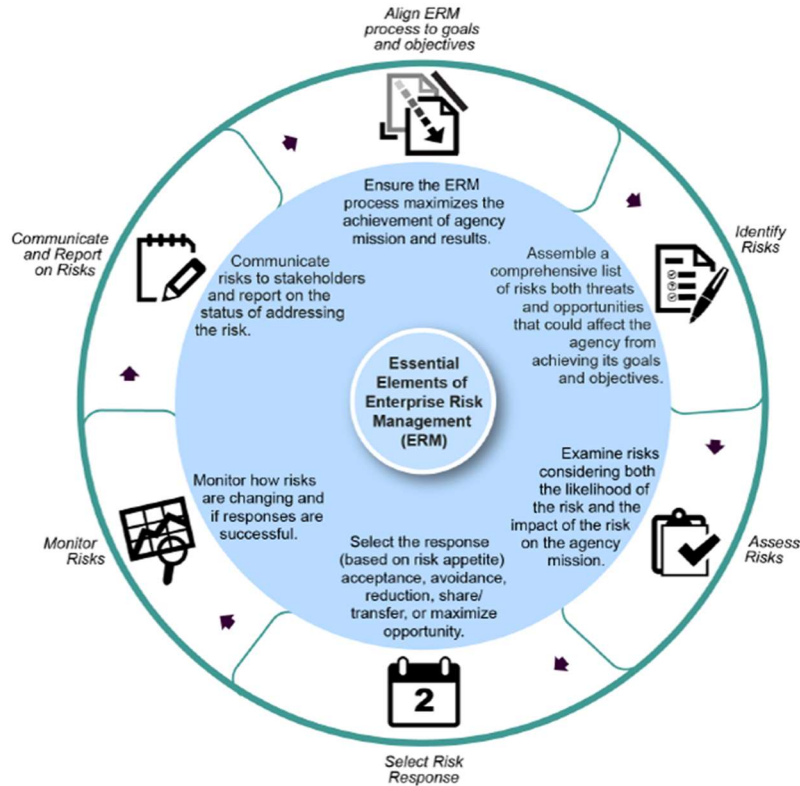 Align ERM
process to goals
and objectives
Ensure the ERM
process maximizes the
achievement of agency
mission and results.
Identify
Risks
Assemble a
comprehensive list
of risks both threats
and opportunities
that could affect the
agency from
achieving its goals
and objectives.
Assess
Risks
Examine risks
considering both
the likelihood of
the risk and the
impact of the risk
on the agency
mission.
Select Risk
Response
2
Select the response
(based on risk appetite)
acceptance, avoidance,
reduction, share/
transfer, or maximize
opportunity.
Monitor
Risks
Monitor how risks
are changing and
if responses are
successful.
Communicate
and Report
on Risks
Communicate
risks to stakeholders
and report on the
status of addressing
the risk.
Essential
Elements of
Enterprise Risk
Management
(ERM)